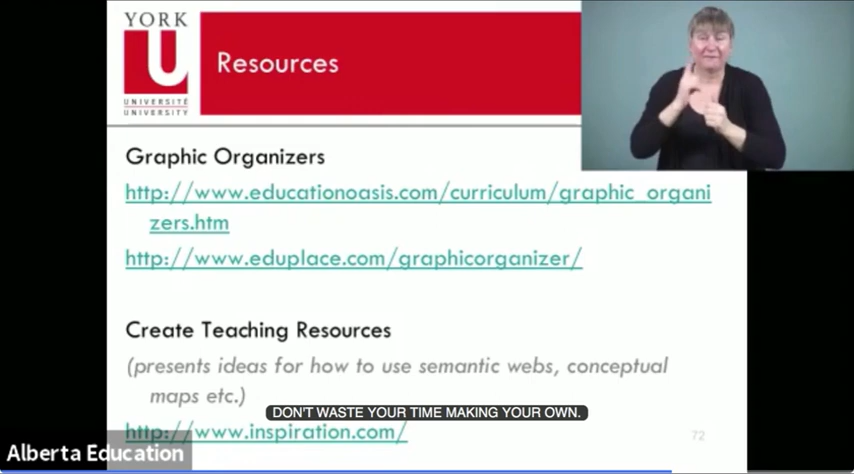 YORK
U
UNIVERSITÉ
UNIVERSITY
Resources
Graphic Organizers
http://www.educationoasis.com/curriculum/graphic_organi
zers.htm
http://www.eduplace.com/graphicorganizer/
Create Teaching Resources
(presents ideas for how to use semantic webs, conceptual
maps etc.)
DON'T WASTE YOUR TIME MAKING YOUR OWN.
http://www.inspiration.com/
72
Alberta Education